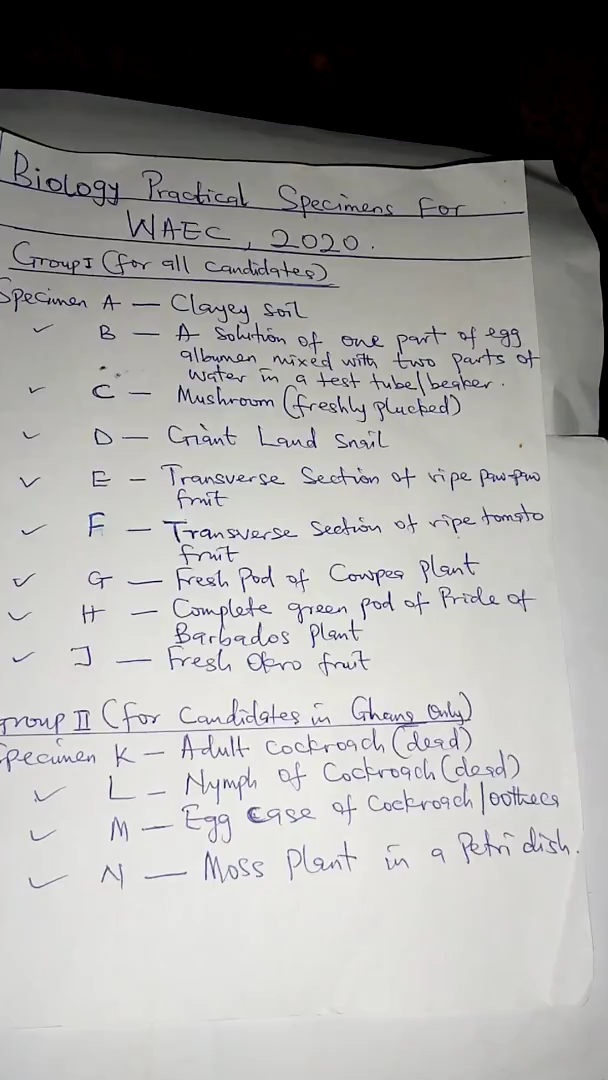 Biology Practical Specimens For
WAEC, 2020.
Group I (for all candidates)
Specimen A — Clayey soil
✓ B — A Solution of one part of egg
albumen mixed with two parts of
water in a test tube/beaker.
✓ C — Mushroom (freshly plucked)
✓ D — Giant Land Snail
✓ E — Transverse Section of ripe paw-paw
fruit
✓ F — Transverse Section of ripe tomato
fruit
✓ G — Fresh Pod of Cowpea plant
✓ H — Complete green pod of Pride of
Barbados Plant
✓ J — Fresh Okro fruit
Group II (for Candidates in Ghana Only)
Specimen K — Adult Cockroach (dead)
✓ L — Nymph of Cockroach (dead)
✓ M — Egg Case of Cockroach/ootheca
✓ N — Moss Plant in a Petri dish.